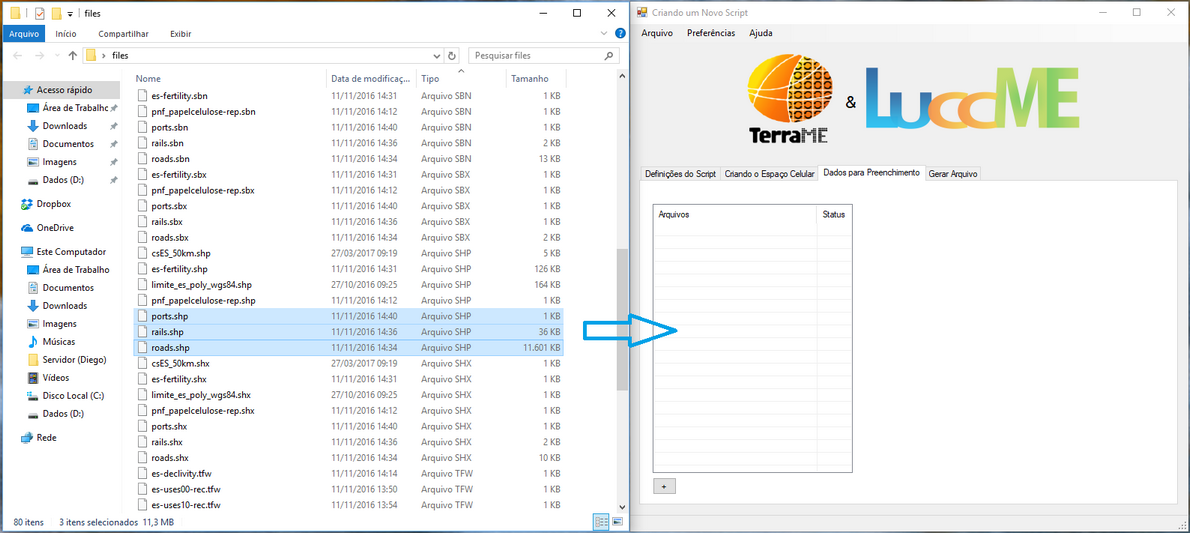 files
Arquivo Início Compartilhar Exibir
files Pesquisar files
Acesso rápido
Área de Trabalho
Downloads
Documentos
Imagens
Dados (D:)
Dropbox
OneDrive
Este Computador
Área de Trabalho
Documentos
Downloads
Imagens
Músicas
Servidor (Diego)
Vídeos
Disco Local (C:)
Dados (D:)
Rede
Nome Data de modificaç... Tipo Tamanho
es-fertility.sbn 11/11/2016 14:31 Arquivo SBN 1 KB
pnf_papelcelulose-rep.sbn 11/11/2016 14:12 Arquivo SBN 1 KB
ports.sbn 11/11/2016 14:40 Arquivo SBN 1 KB
rails.sbn 11/11/2016 14:36 Arquivo SBN 2 KB
roads.sbn 11/11/2016 14:34 Arquivo SBN 13 KB
es-fertility.sbx 11/11/2016 14:31 Arquivo SBX 1 KB
pnf_papelcelulose-rep.sbx 11/11/2016 14:12 Arquivo SBX 1 KB
ports.sbx 11/11/2016 14:40 Arquivo SBX 1 KB
rails.sbx 11/11/2016 14:36 Arquivo SBX 1 KB
roads.sbx 11/11/2016 14:34 Arquivo SBX 2 KB
csES_50km.shp 27/03/2017 09:19 Arquivo SHP 5 KB
es-fertility.shp 11/11/2016 14:31 Arquivo SHP 126 KB
limite_es_poly_wgs84.shp 27/10/2016 09:25 Arquivo SHP 164 KB
pnf_papelcelulose-rep.shp 11/11/2016 14:12 Arquivo SHP 1 KB
ports.shp 11/11/2016 14:40 Arquivo SHP 1 KB
rails.shp 11/11/2016 14:36 Arquivo SHP 36 KB
roads.shp 11/11/2016 14:34 Arquivo SHP 11.601 KB
csES_50km.shx 27/03/2017 09:19 Arquivo SHX 1 KB
es-fertility.shx 11/11/2016 14:31 Arquivo SHX 1 KB
limite_es_poly_wgs84.shx 27/10/2016 09:25 Arquivo SHX 1 KB
pnf_papelcelulose-rep.shx 11/11/2016 14:12 Arquivo SHX 1 KB
ports.shx 11/11/2016 14:40 Arquivo SHX 1 KB
rails.shx 11/11/2016 14:36 Arquivo SHX 2 KB
roads.shx 11/11/2016 14:34 Arquivo SHX 10 KB
es-declivity.tfw 11/11/2016 14:14 Arquivo TFW 1 KB
es-uses00-rec.tfw 11/11/2016 13:50 Arquivo TFW 1 KB
es-uses10-rec.tfw 11/11/2016 13:54 Arquivo TFW 1 KB
80 itens 3 itens selecionados 11,3 MB
Criando um Novo Script
Arquivo Preferências Ajuda
TerraME & LuccME
Definições do Script Criando o Espaço Celular Dados para Preenchimento Gerar Arquivo
Arquivos Status
+